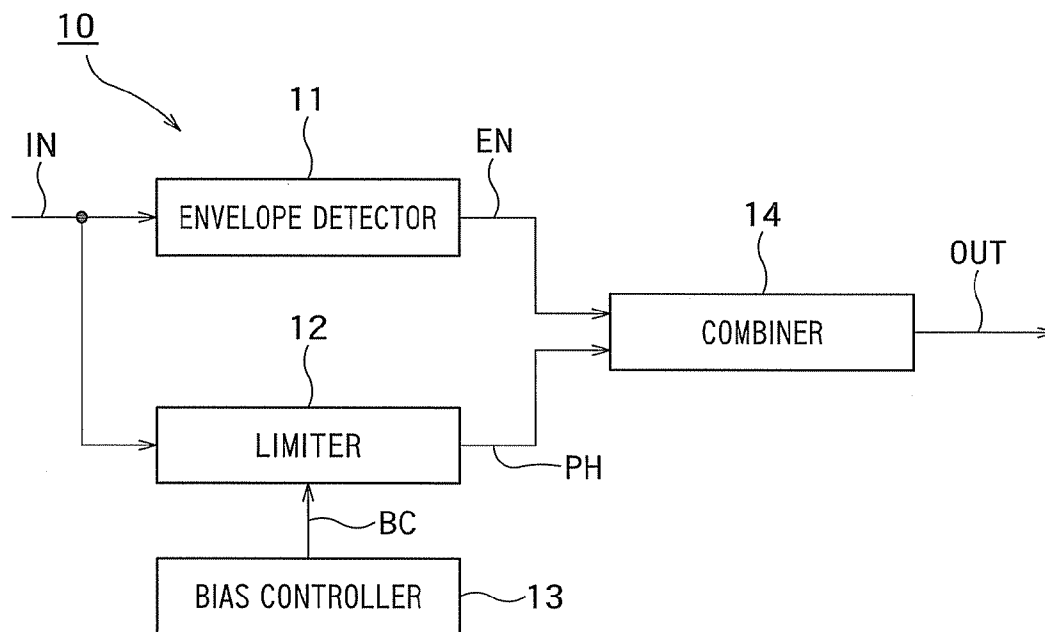 10
11
IN
EN
ENVELOPE DETECTOR
14
OUT
12
COMBINER
LIMITER
PH
BC
BIAS CONTROLLER
13